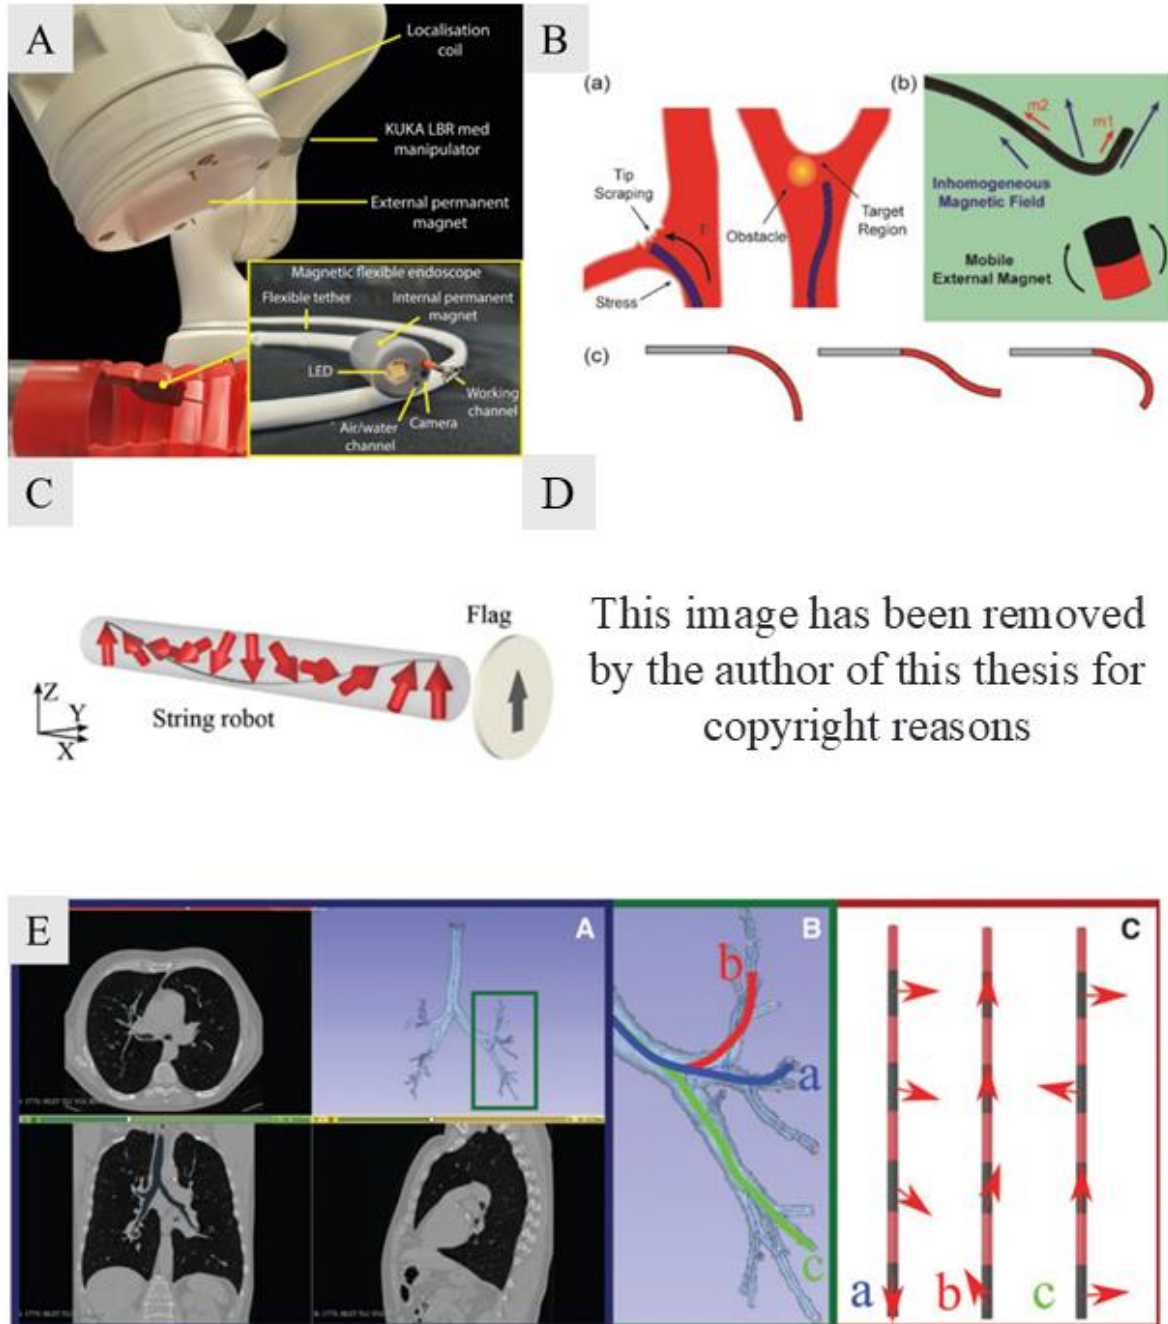 A
Localisation
coil
KUKA LBR med
manipulator
External permanent
magnet
Magnetic flexible endoscope
Flexible tether
Internal permanent
magnet
LED
Working
channel
Camera
Air/water
channel
B
(a)
Tip
Scraping
Stress
Obstacle
Target
Region
(b)
m2
m1
Inhomogeneous
Magnetic Field
Mobile
External Magnet
(c)
C
Flag
String robot
Z
Y
X
D
This image has been removed
by the author of this thesis for
copyright reasons
E
A
B
b
a
c
C
a
b
c